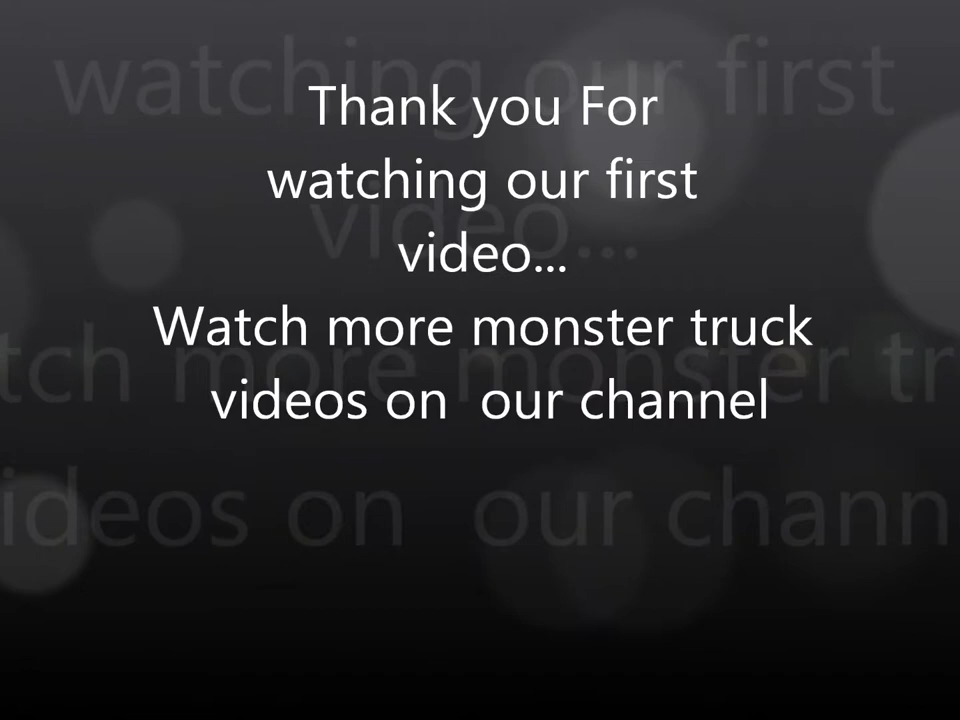 Thank you For
watching our first
video...
Watch more monster truck
videos on  our channel